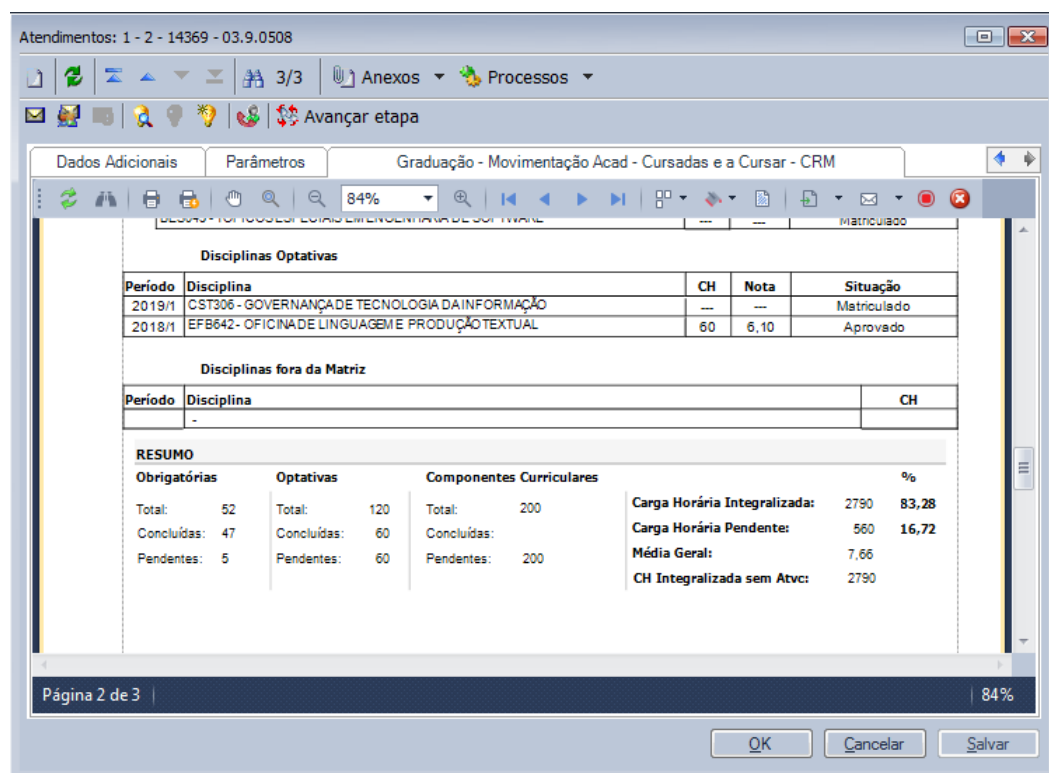 Atendimentos: 1 - 2 - 14369 - 03.9.0508
3/3 Anexos Processos
Avançar etapa
Dados Adicionais Parâmetros Graduação - Movimentação Acad - Cursadas e a Cursar - CRM
84%
--- --- Matriculado
Disciplinas Optativas
Período Disciplina CH Nota Situação
2019/1 CST306 - GOVERNANÇA DE TECNOLOGIA DA INFORMAÇÃO --- --- Matriculado
2018/1 EFB642 - OFICINA DE LINGUAGEM E PRODUÇÃO TEXTUAL 60 6,10 Aprovado
Disciplinas fora da Matriz
Período Disciplina CH
-
RESUMO
Obrigatórias Optativas Componentes Curriculares %
Total: 52 Total: 120 Total: 200 Carga Horária Integralizada: 2790 83,28
Concluídas: 47 Concluídas: 60 Concluídas: Carga Horária Pendente: 560 16,72
Pendentes: 5 Pendentes: 60 Pendentes: 200 Média Geral: 7,66
CH Integralizada sem Atvc: 2790
Página 2 de 3 84%
OK Cancelar Salvar